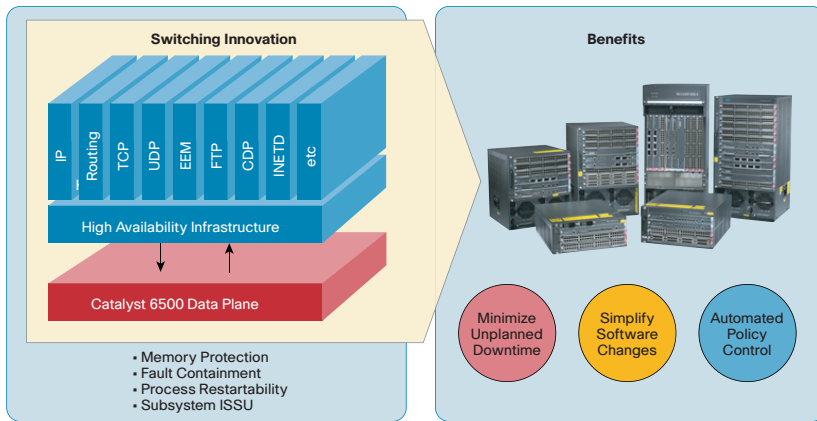 Switching Innovation
IP
Routing
TCP
UDP
EEM
FTP
CDP
INETD
etc
High Availability Infrastructure
Catalyst 6500 Data Plane
▪ Memory Protection
▪ Fault Containment
▪ Process Restartability
▪ Subsystem ISSU
Benefits
Minimize
Unplanned
Downtime
Simplify
Software
Changes
Automated
Policy
Control